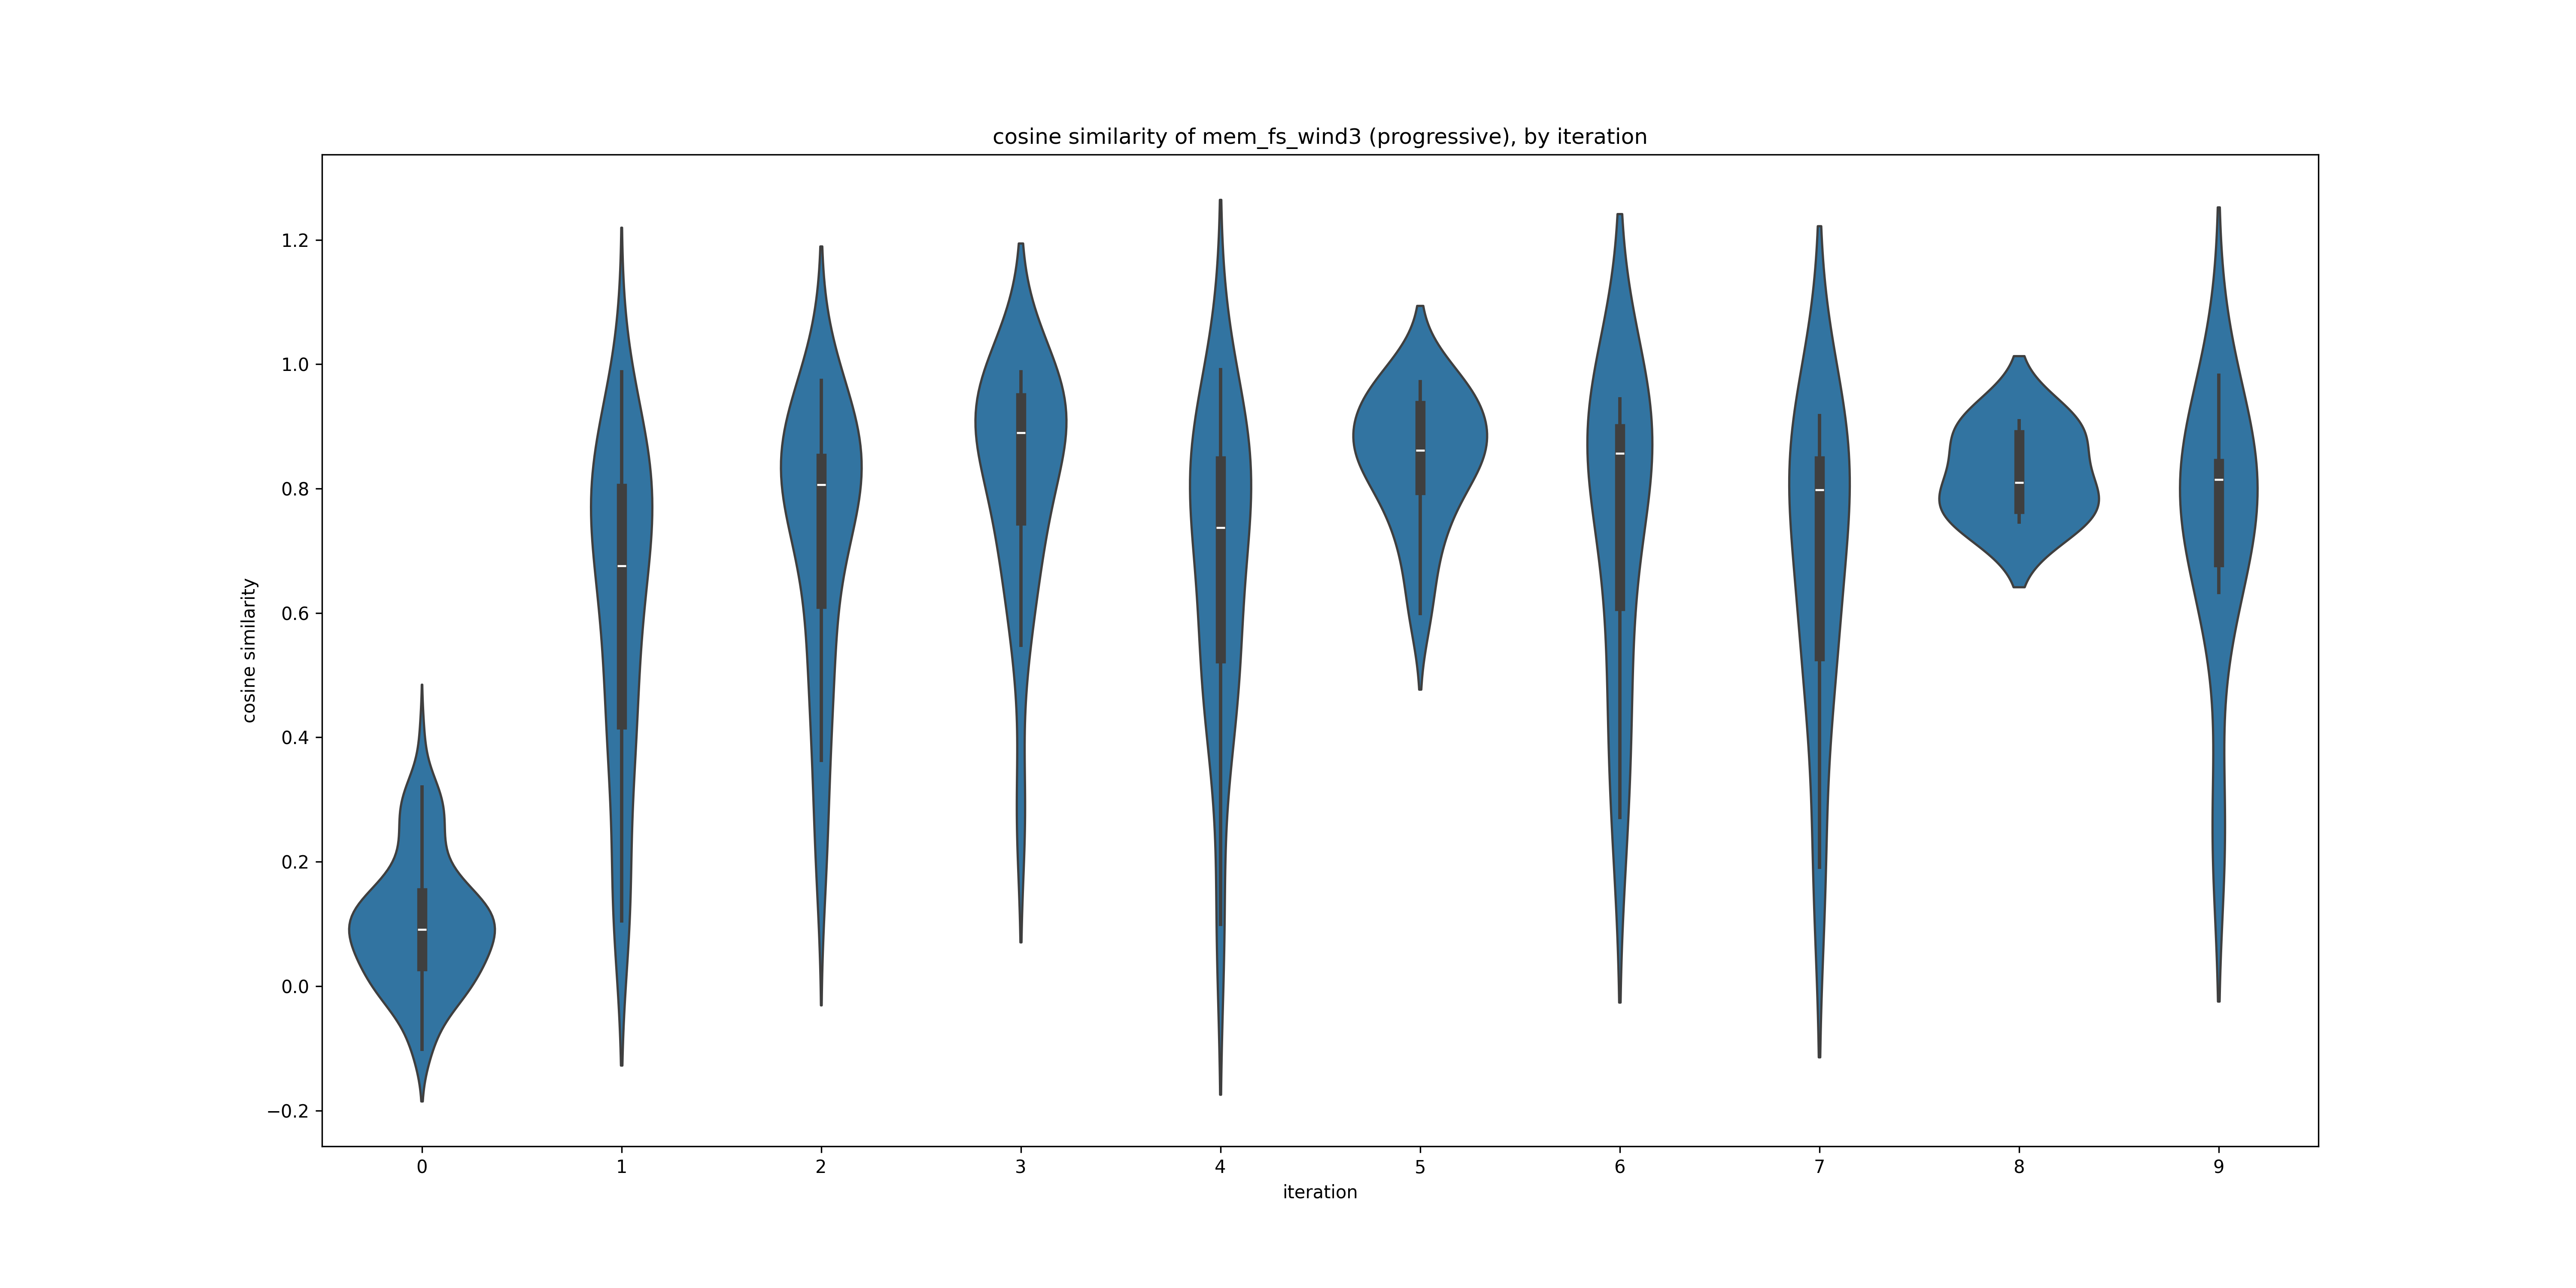 cosine similarity of mem_fs_wind3 (progressive), by iteration
cosine similarity
1.2
1.0
0.8
0.6
0.4
0.2
0.0
−0.2
0 1 2 3 4 5 6 7 8 9
iteration